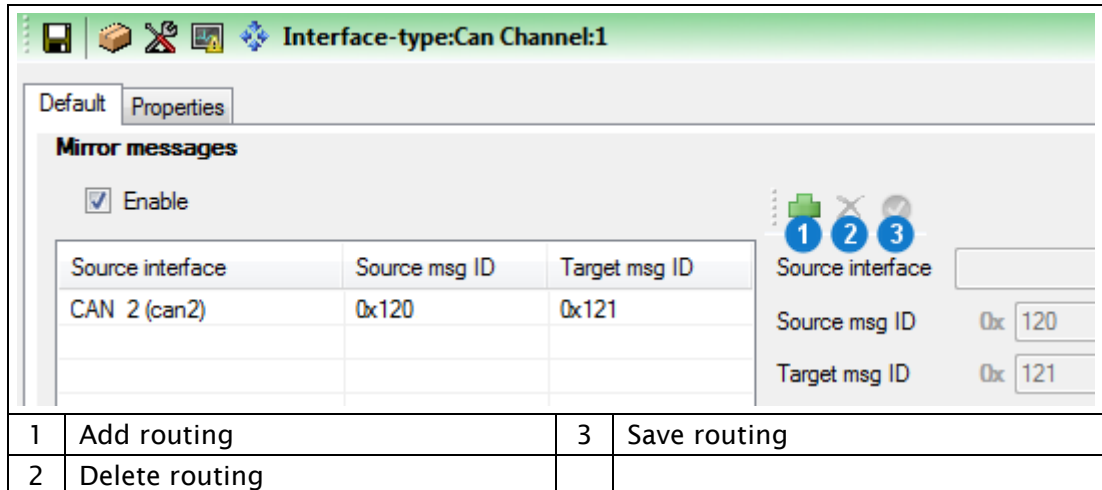 Interface-type:Can Channel:1
Default Properties
Mirror messages
Enable
1 2 3
Source interface Source msg ID Target msg ID Source interface
CAN 2 (can2) 0x120 0x121
Source msg ID 0x 120
Target msg ID 0x 121
1 Add routing 3 Save routing
2 Delete routing